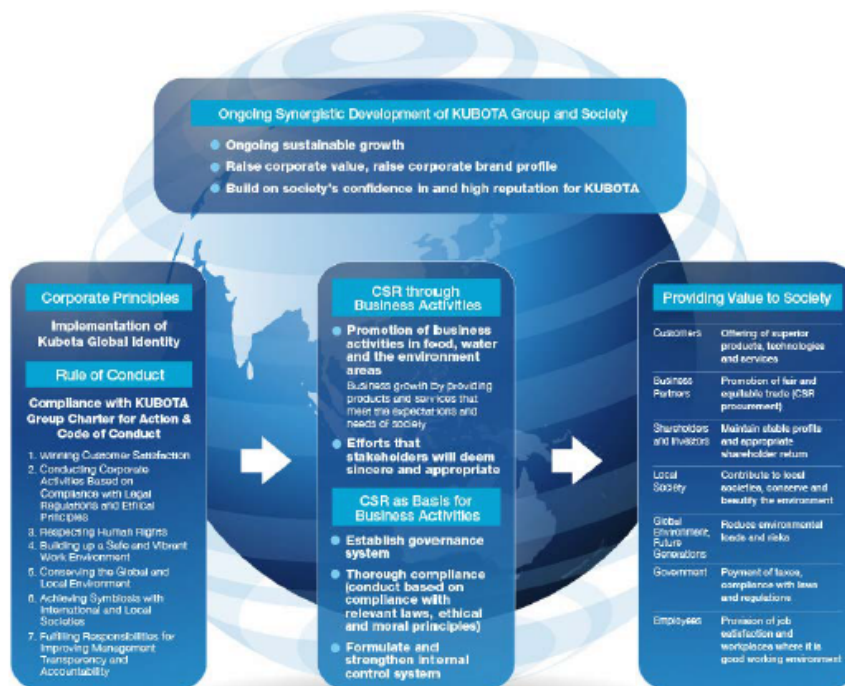 Ongoing Synergistic Development of KUBOTA Group and Society
Ongoing sustainable growth
Raise corporate value, raise corporate brand profile
Build on society's confidence in and high reputation for KUBOTA
Corporate Principles
Implementation of
Kubota Global Identity
Rule of Conduct
Compliance with KUBOTA
Group Charter for Action &
Code of Conduct
1. Winning Customer Satisfaction
2. Conducting Corporate
Activities Based on
Compliance with Legal
Regulations and Ethical
Principles
3. Respecting Human Rights
4. Building up a Safe and Vibrant
Work Environment
5. Conserving the Global and
Local Environment
6. Achieving Symbiosis with
International and Local
Societies
7. Fulfilling Responsibilities for
Improving Management
Transparency and
Accountability
CSR through
Business Activities
Promotion of business
activities in food, water
and the environment
areas
Business growth by providing
products and services that
meet the expectations and
needs of society
Efforts that
stakeholders will deem
sincere and appropriate
CSR as Basis for
Business Activities
Establish governance
system
Thorough compliance
(conduct based on
compliance with
relevant laws, ethical
and moral principles)
Formulate and
strengthen internal
control system
Providing Value to Society
Customers
Offering of superior
products, technologies
and services
Business
Partners
Promotion of fair and
equitable trade (CSR
procurement)
Shareholders
and Investors
Maintain stable profit
and appropriate
shareholder return
Local
Society
Contribute to local
societies, conserve and
beautify the environment
Global
Environment,
Future
Generations
Reduce environmental
loads and risks
Government
Payment of taxes,
compliance with laws
and regulations
Employees
Provision of job
satisfaction and
workplaces where it is
good working environment